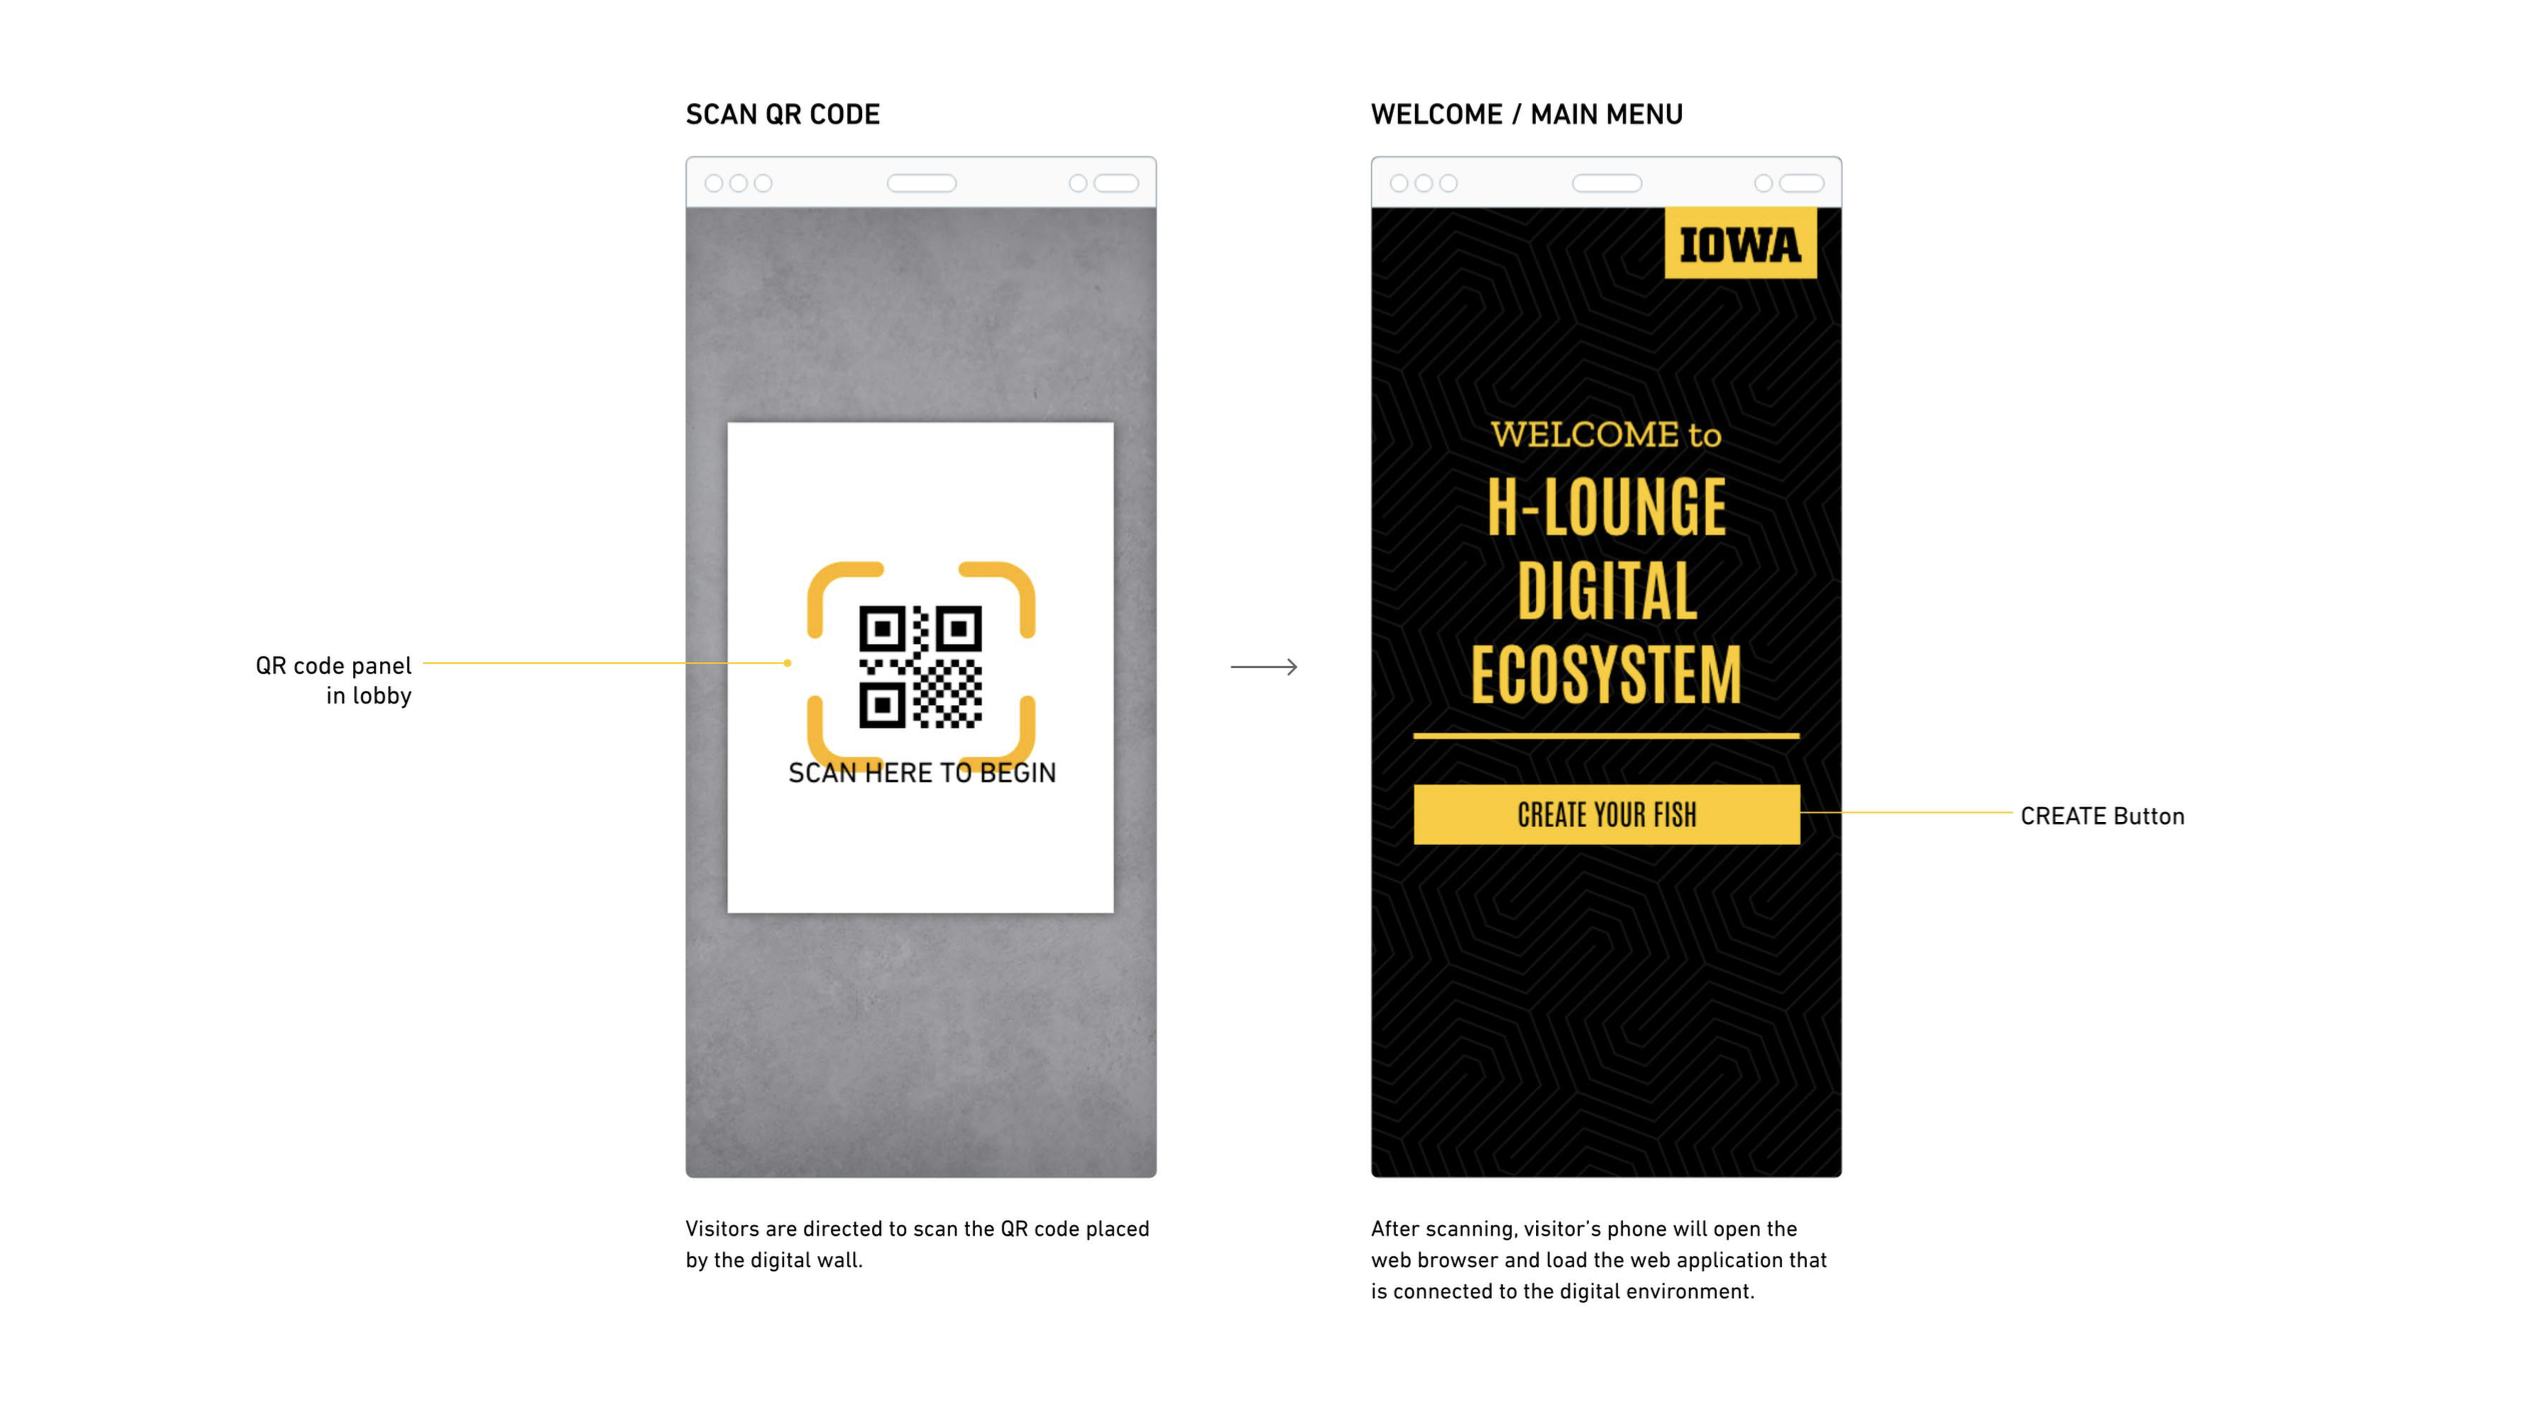 SCAN QR CODE
WELCOME / MAIN MENU
QR code panel
in lobby
SCAN HERE TO BEGIN
IOWA
WELCOME to
H-LOUNGE
DIGITAL
ECOSYSTEM
CREATE YOUR FISH
CREATE Button
Visitors are directed to scan the QR code placed
by the digital wall.
After scanning, visitor’s phone will open the
web browser and load the web application that
is connected to the digital environment.